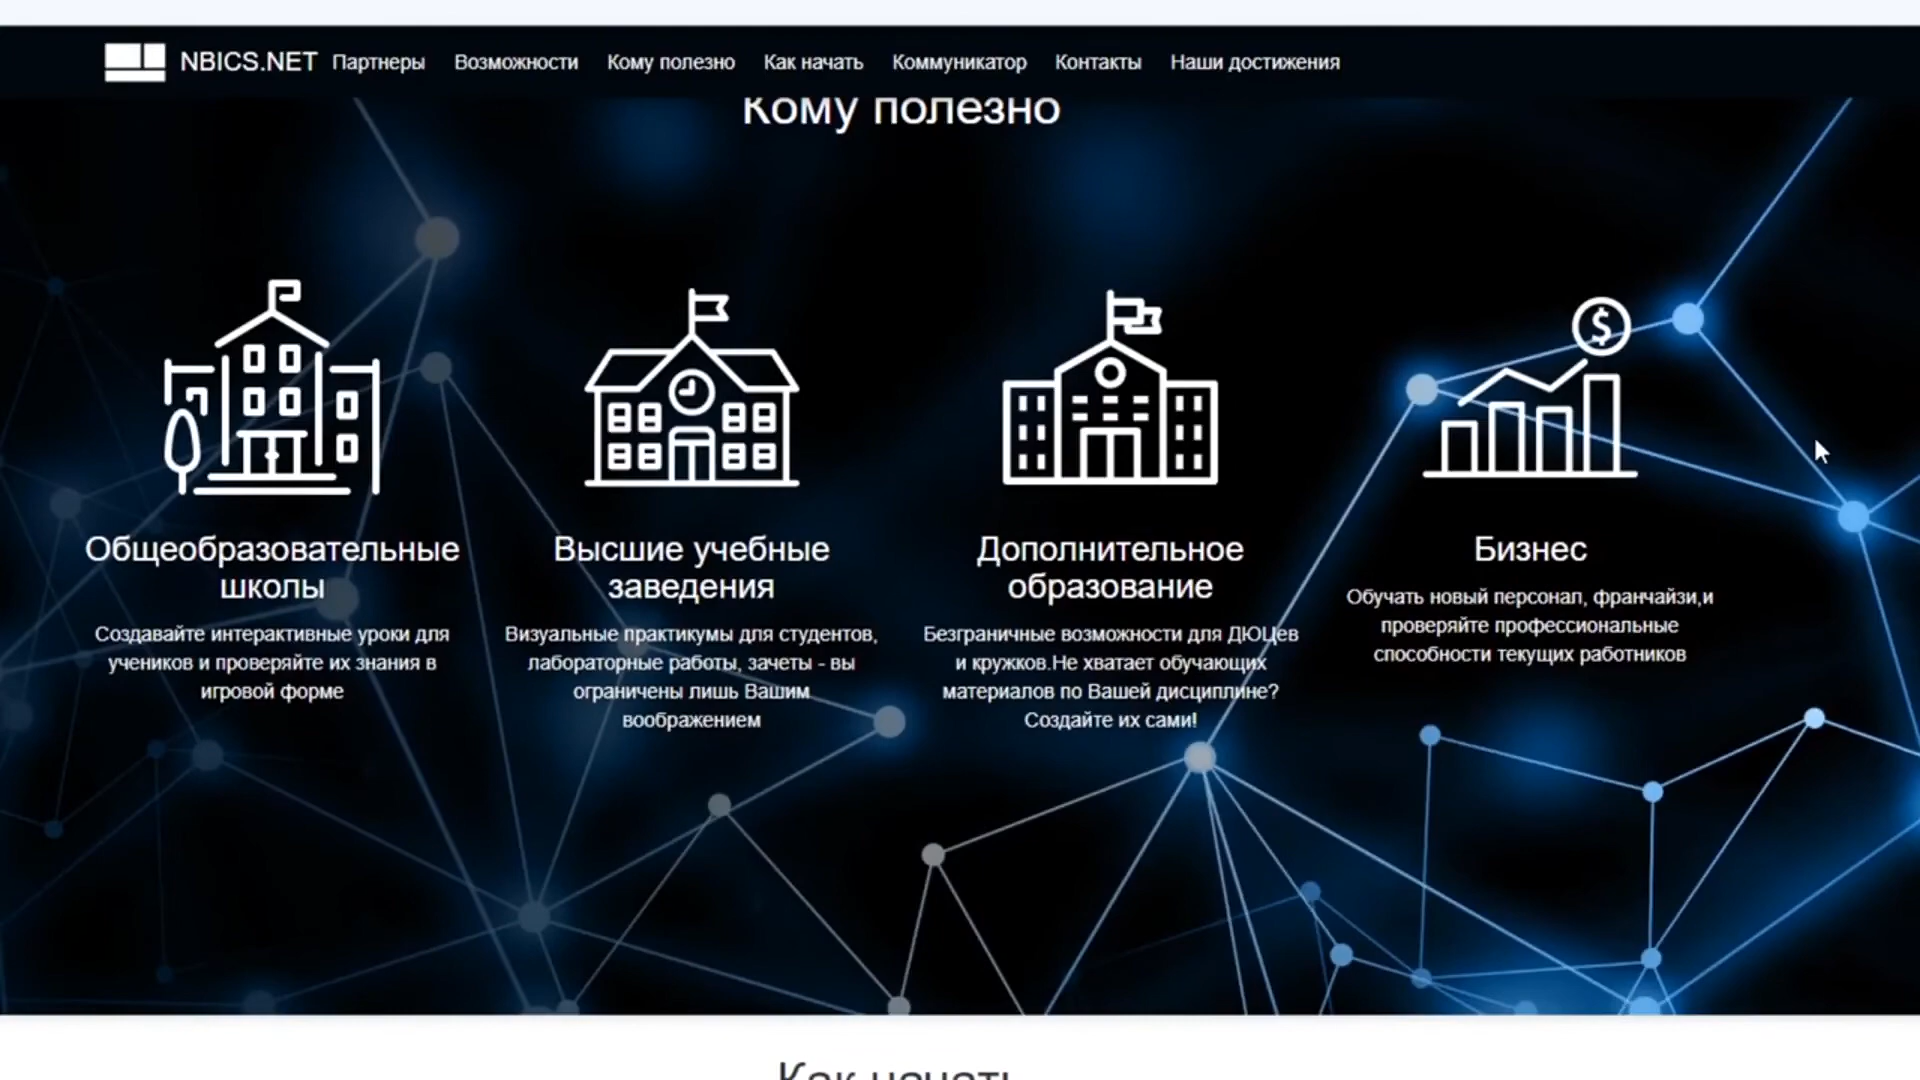 NBICS.NET Партнеры Возможности Кому полезно Как начать Коммуникатор Контакты Наши достижения
Кому полезно
Общеобразовательные
школы
Создавайте интерактивные уроки для
учеников и проверяйте их знания в
игровой форме
Высшие учебные
заведения
Визуальные практикумы для студентов,
лабораторные работы, зачеты - вы
ограничены лишь Вашим
воображением
Дополнительное
образование
Безграничные возможности для ДЮЦев
и кружков.Не хватает обучающих
материалов по Вашей дисциплине?
Создайте их сами!
Бизнес
Обучать новый персонал, франчайзи,и
проверяйте профессиональные
способности текущих работников
Как начать